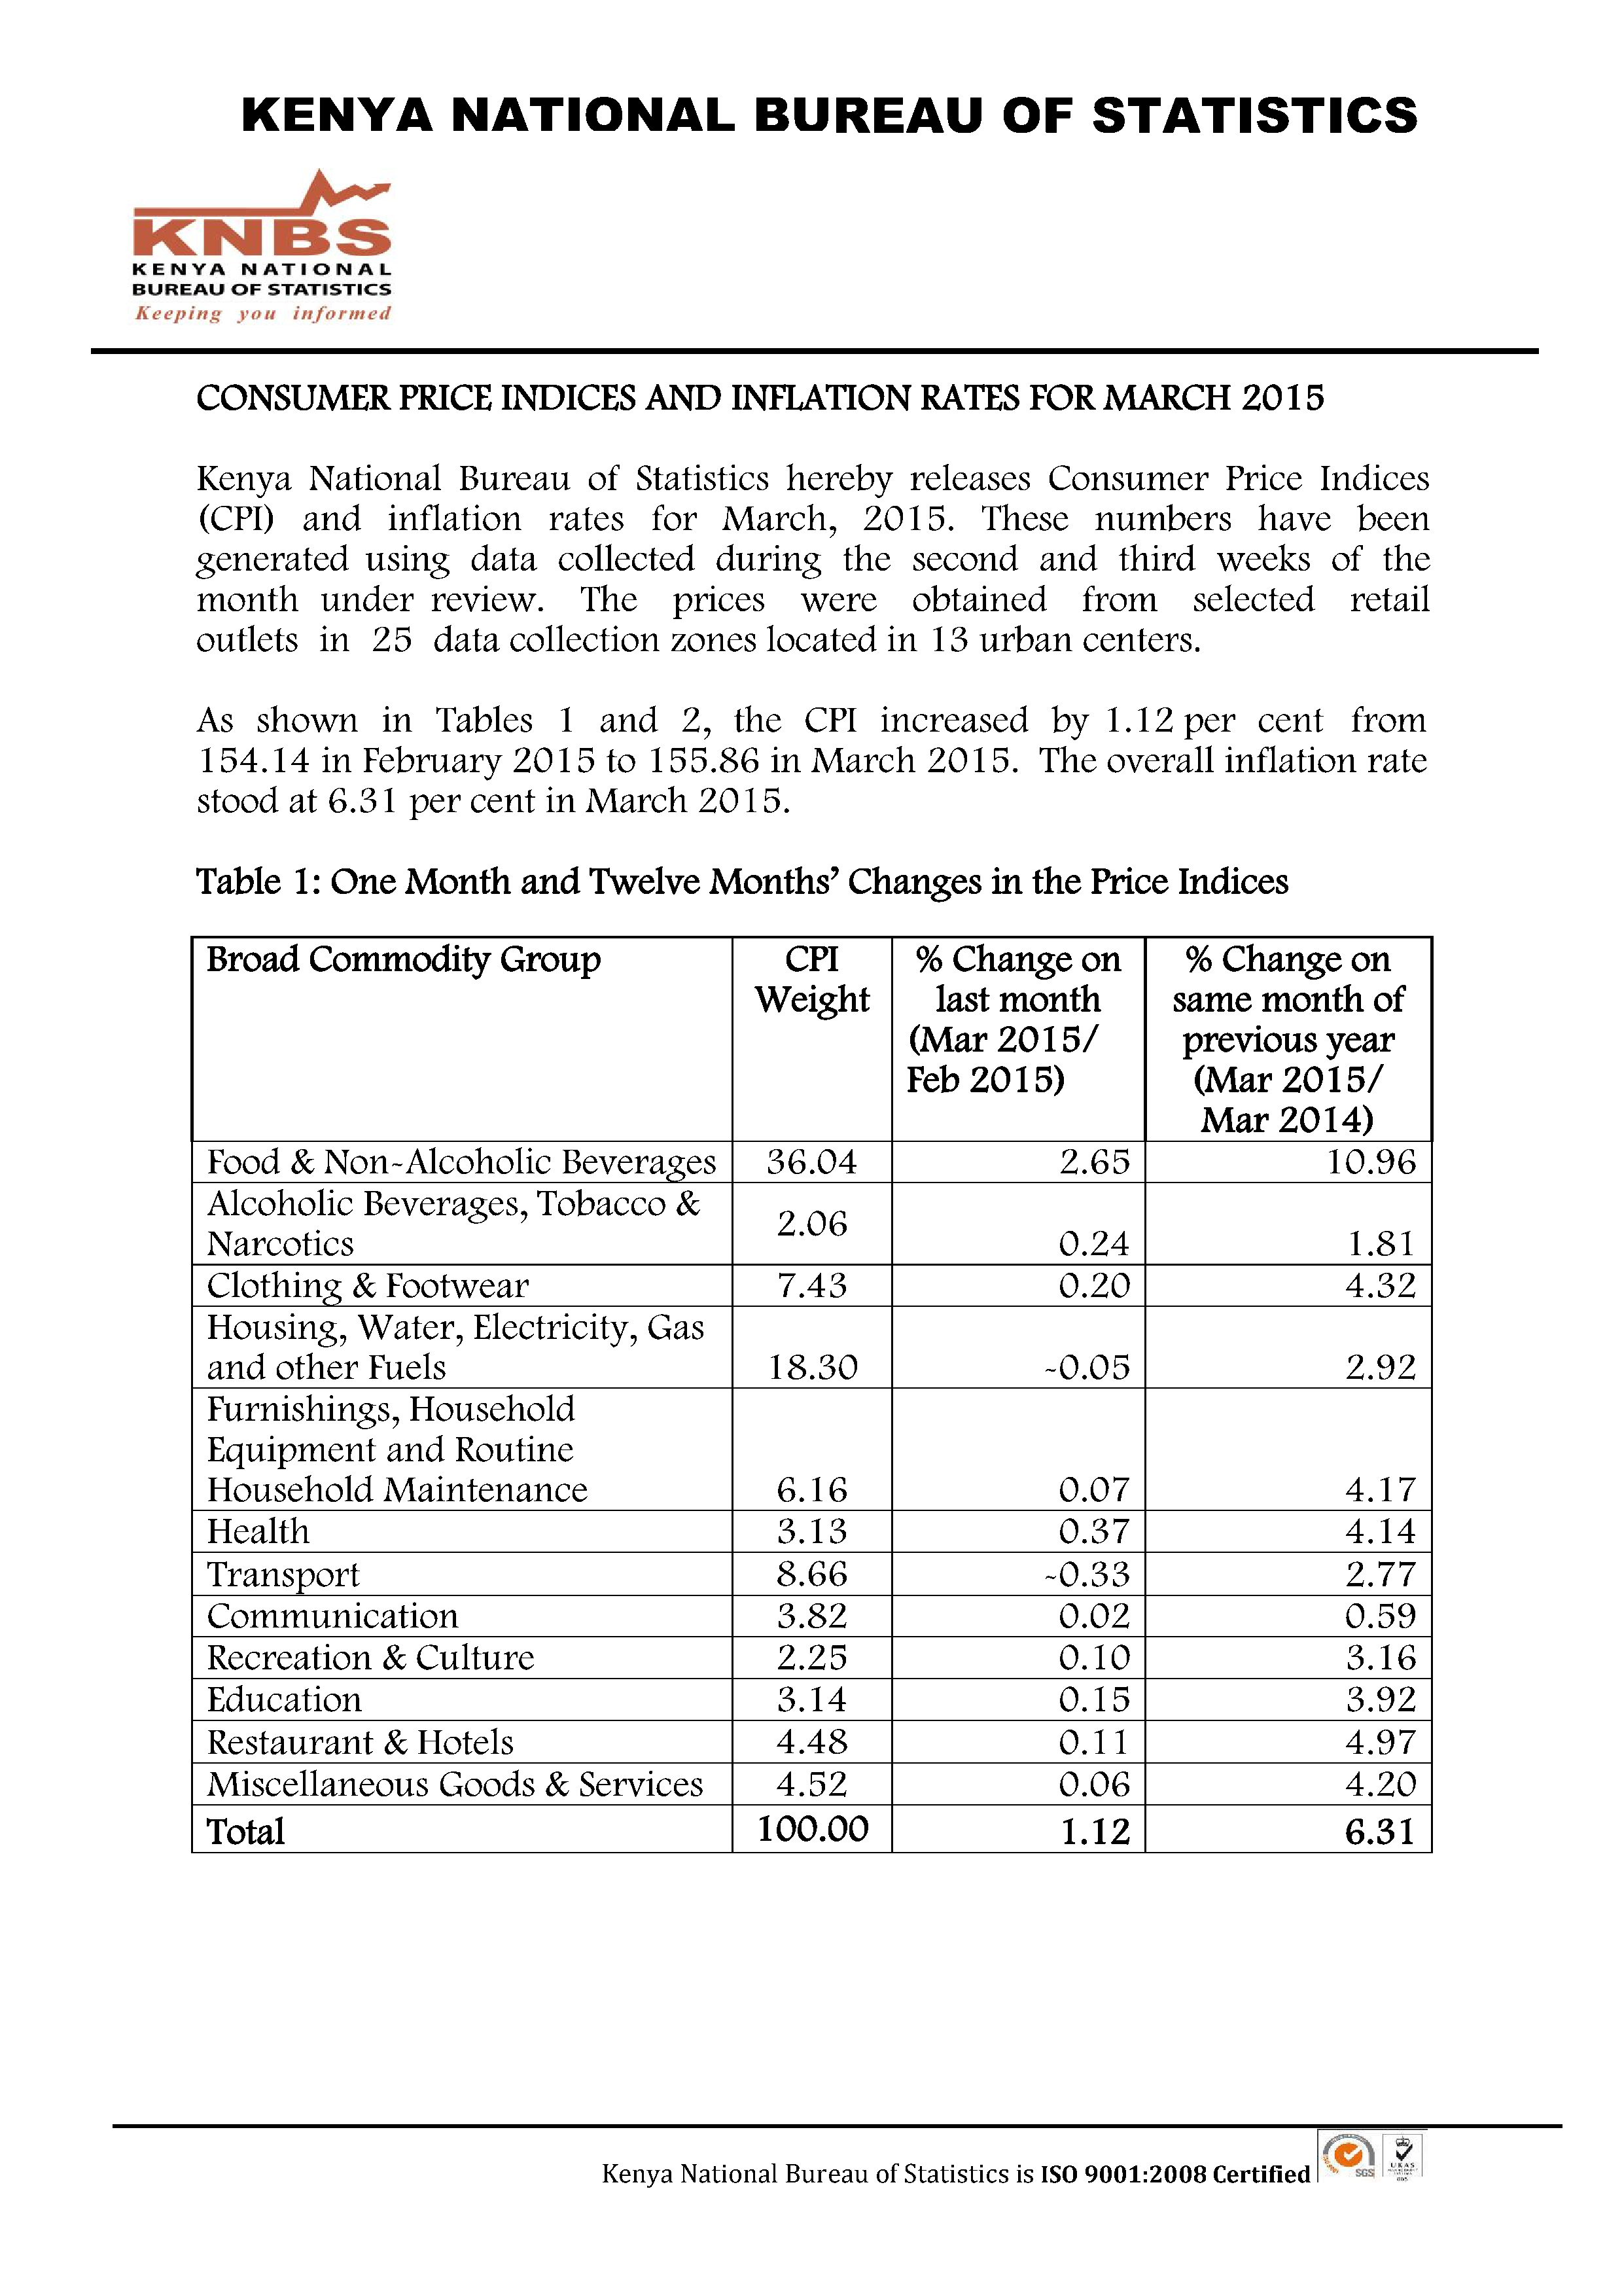 KENYA NATIONAL BUREAU OF STATISTICS
KNBS
KENYA NATIONAL
BUREAU OF STATISTICS
Keeping you informed
CONSUMER PRICE INDICES AND INFLATION RATES FOR MARCH 2015
Kenya National Bureau of Statistics hereby releases Consumer Price Indices
(CPI) and inflation rates for March, 2015. These numbers have been
generated using data collected during the second and third weeks of the
month under review. The prices were obtained from selected retail
outlets in 25 data collection zones located in 13 urban centers.
As shown in Tables 1 and 2, the CPI increased by 1.12 per cent from
154.14 in February 2015 to 155.86 in March 2015. The overall inflation rate
stood at 6.31 per cent in March 2015.
Table 1: One Month and Twelve Months’ Changes in the Price Indices
Broad Commodity Group CPI % Change on % Change on
Weight last month same month of
(Mar 2015/ previous year
Feb 2015) (Mar 2015/
Mar 2014)
Food & Non-Alcoholic Beverages 36.04 2.65 10.96
Alcoholic Beverages, Tobacco &
Narcotics 2.06 0.24 1.81
Clothing & Footwear 7.43 0.20 4.32
Housing, Water, Electricity, Gas
and other Fuels 18.30 -0.05 2.92
Furnishings, Household
Equipment and Routine
Household Maintenance 6.16 0.07 4.17
Health 3.13 0.37 4.14
Transport 8.66 -0.33 2.77
Communication 3.82 0.02 0.59
Recreation & Culture 2.25 0.10 3.16
Education 3.14 0.15 3.92
Restaurant & Hotels 4.48 0.11 4.97
Miscellaneous Goods & Services 4.52 0.06 4.20
Total 100.00 1.12 6.31
Kenya National Bureau of Statistics is ISO 9001:2008 Certified
SGS
UKAS